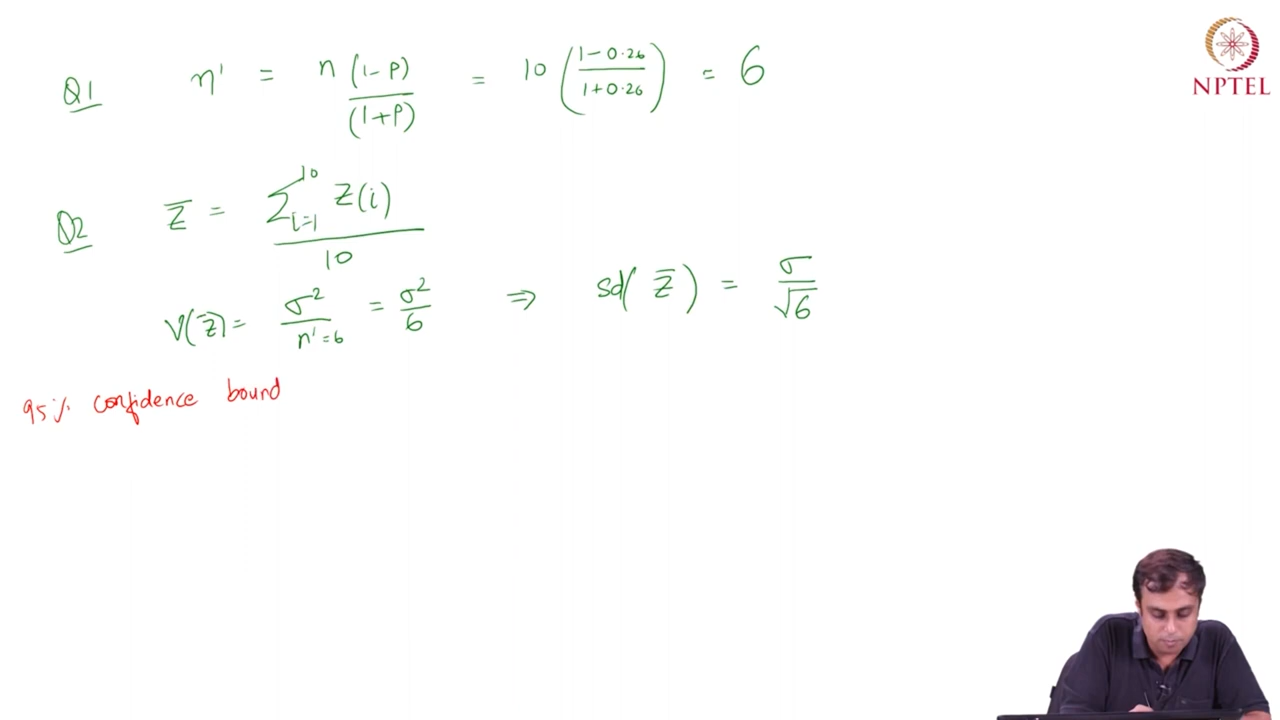 Q1 n' = n (1-ρ)/(1+ρ) = 10 (1-0.26/1+0.26) = 6
NPTEL
Q2 Z̅ = Σ_{i=1}^{10} Z(i) / 10
V(Z̅) = σ²/n'=6 = σ²/6 ⇒ sd(Z̅) = σ/√6
95% confidence bound